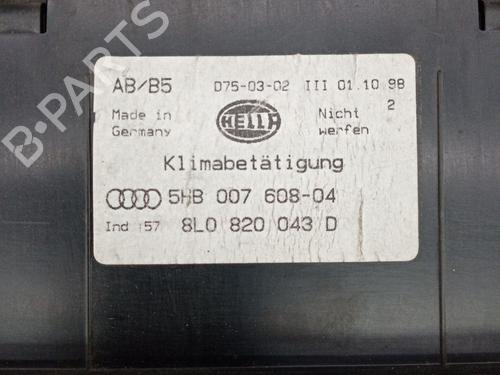 B-PARTS
AB/B5 D75-03-02 III 01.10.98
Made in Germany HELLA Nicht werfen 2
Klimabetätigung
5HB 007 608-04
Ind 57 8L0 820 043 D